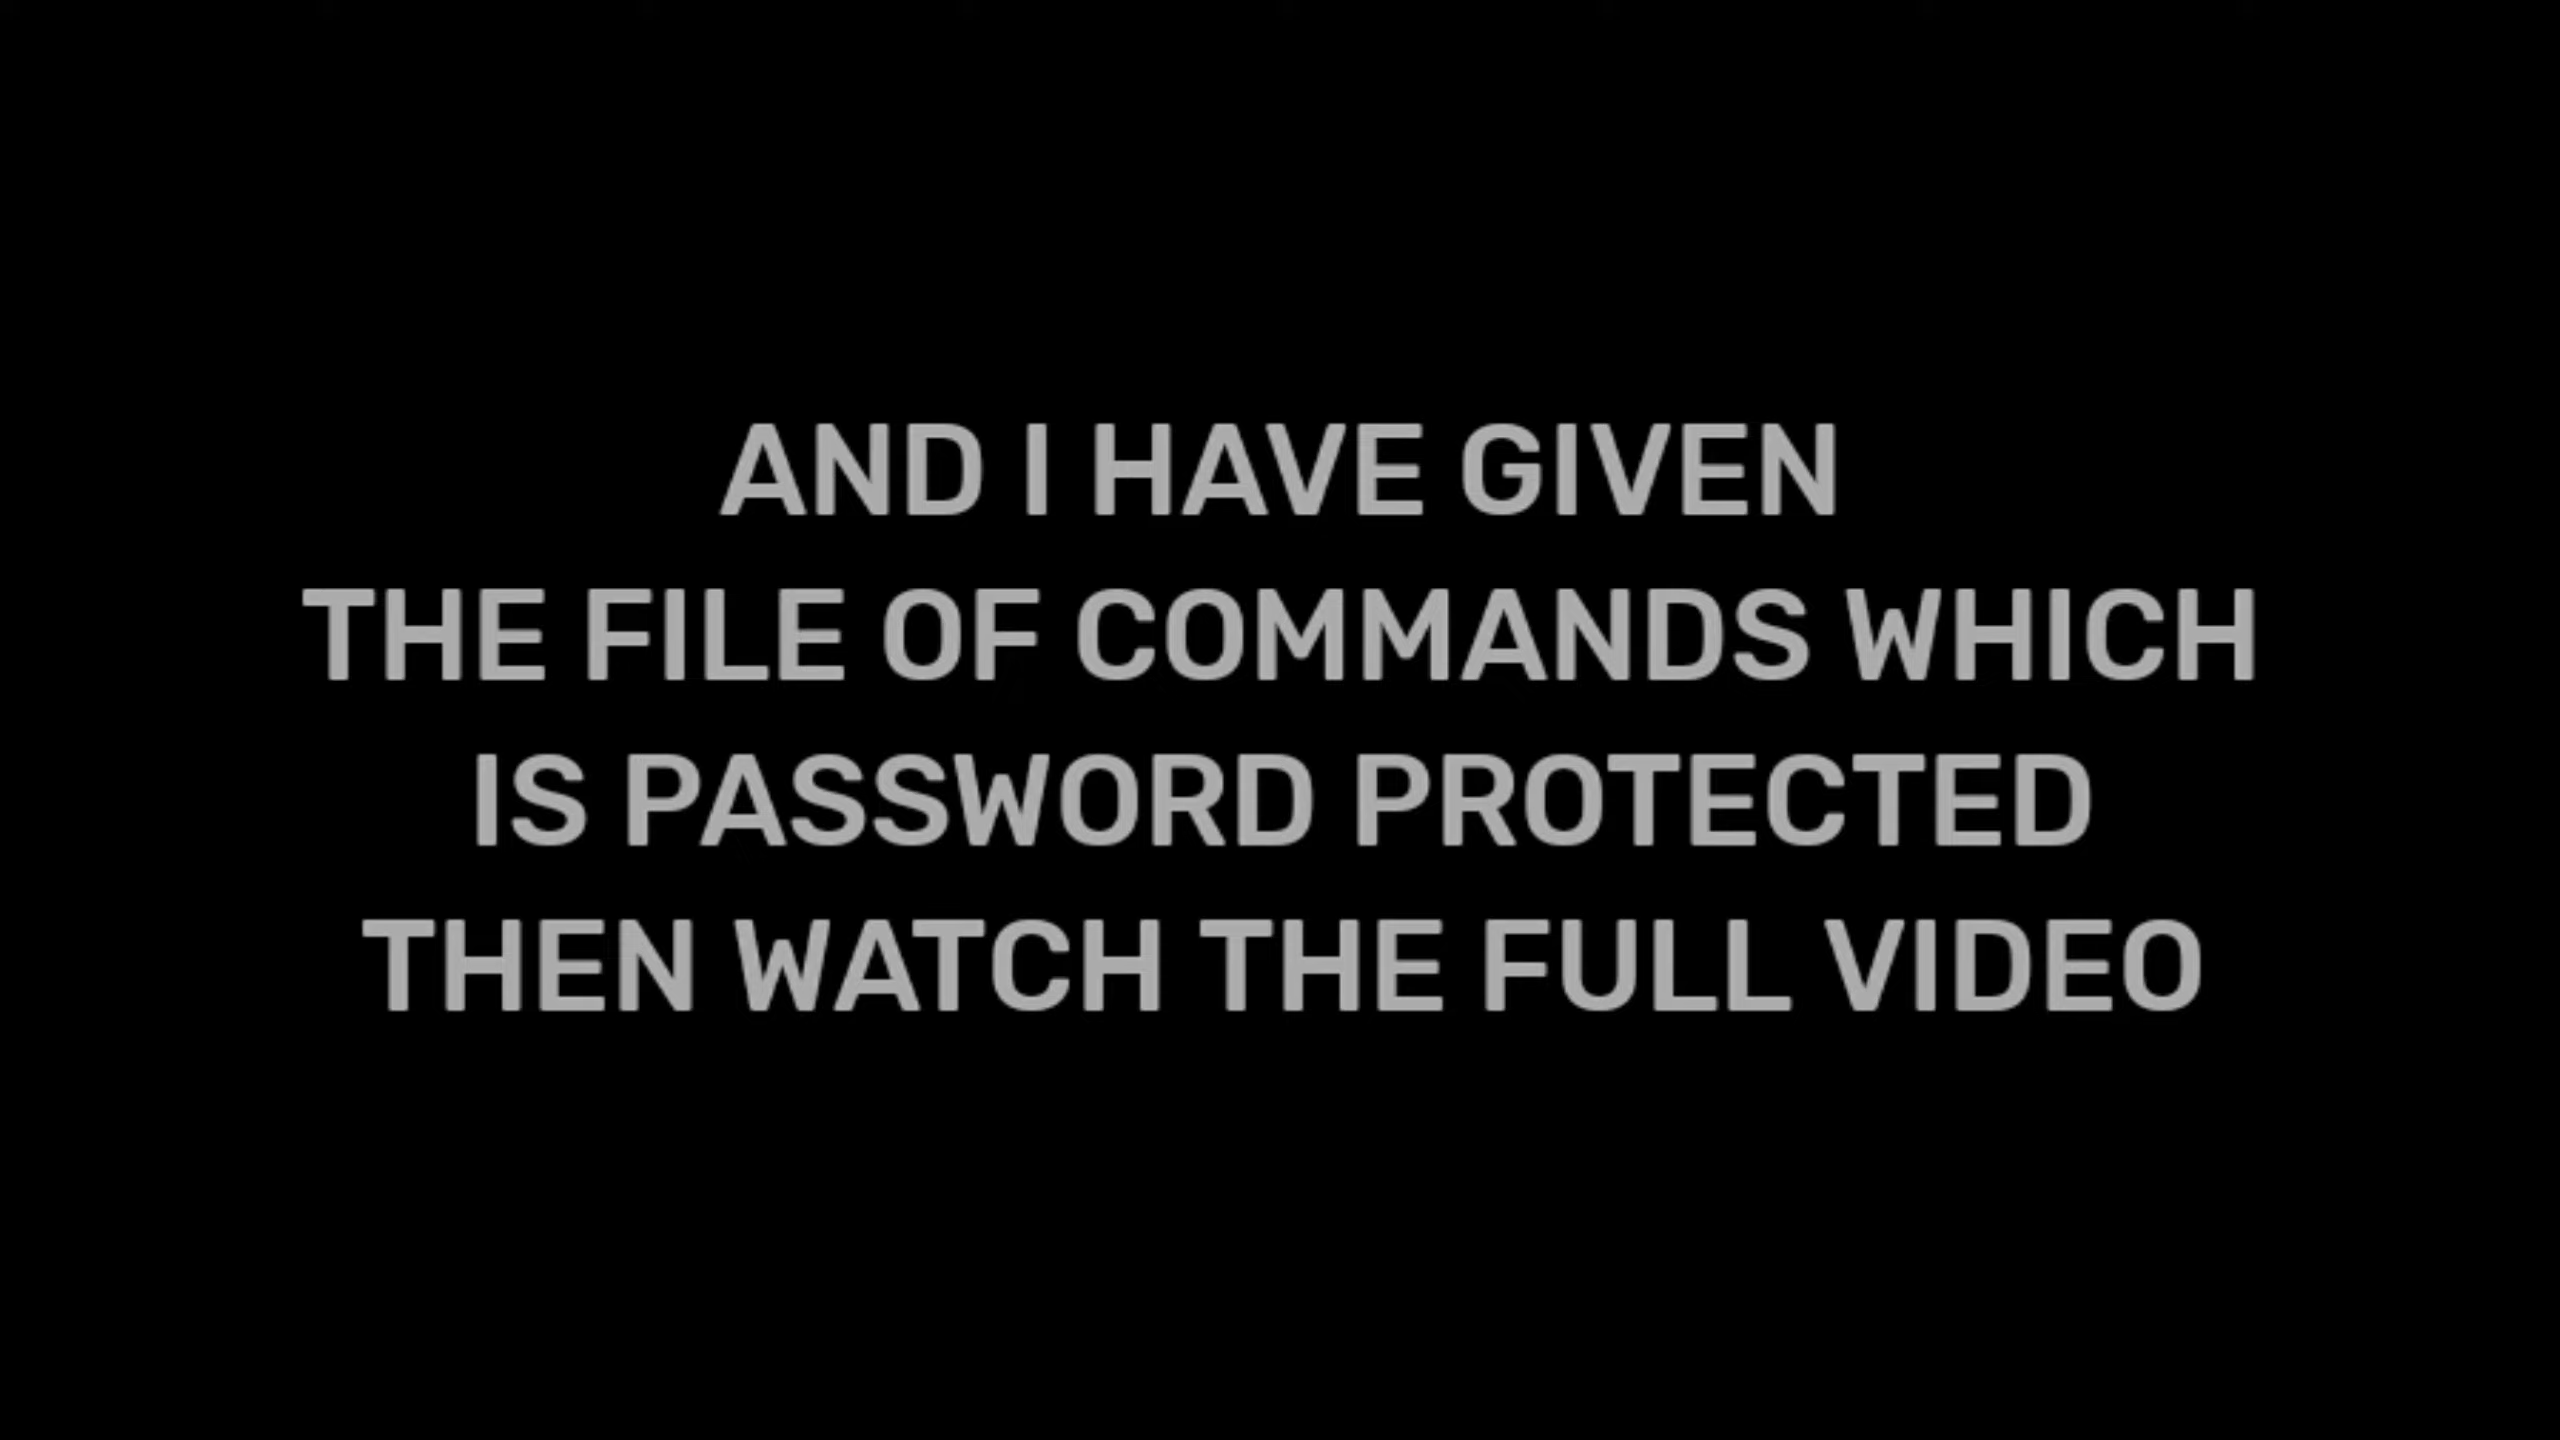 AND I HAVE GIVEN
THE FILE OF COMMANDS WHICH
IS PASSWORD PROTECTED
THEN WATCH THE FULL VIDEO